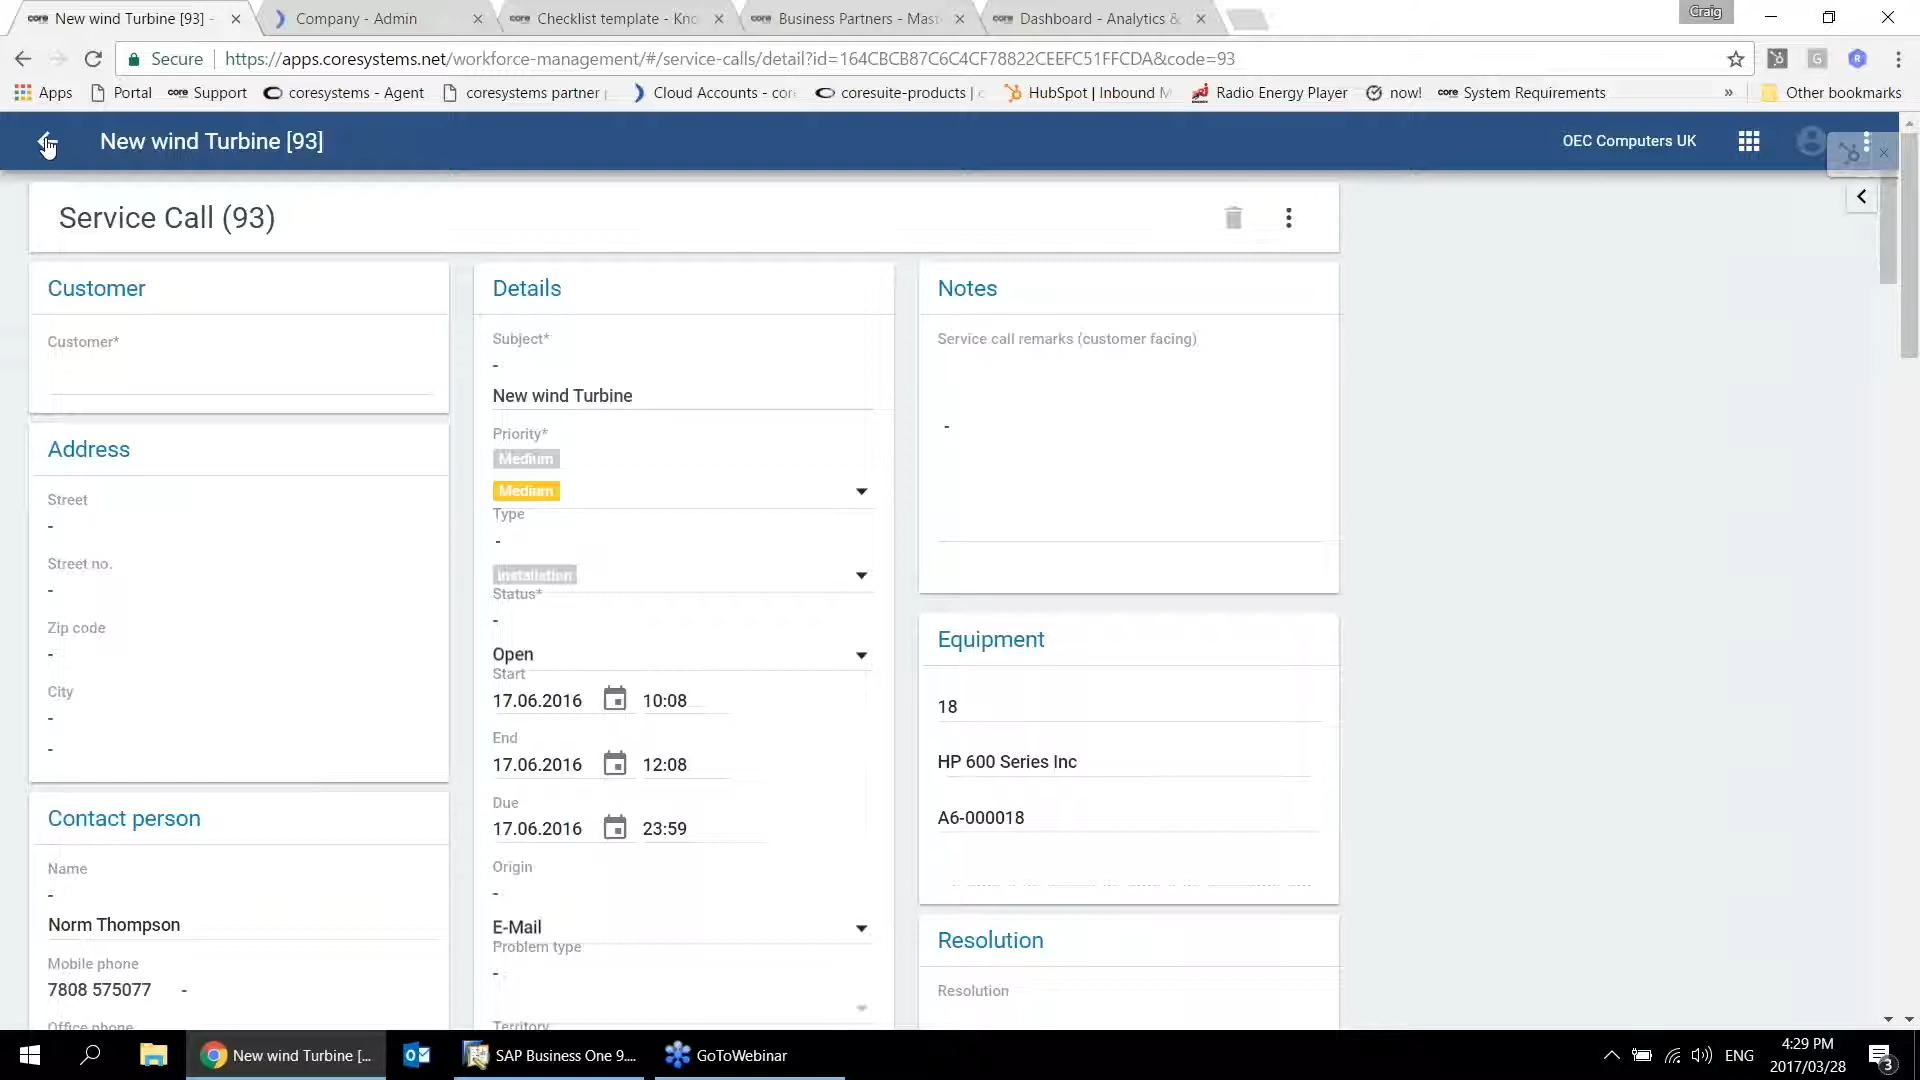 core New wind Turbine [93] -
Company - Admin
core Checklist template - Kno
core Business Partners - Mast
core Dashboard - Analytics &
Craig
Secure
https://apps.coresystems.net/workforce-management/#/service-calls/detail?id=164CBCB87C6C4CF78822CEEFC51FFCDA&code=93
Apps
Portal
core Support
coresystems - Agent
coresystems partner
Cloud Accounts - cor
coresuite-products | c
HubSpot | Inbound M
Radio Energy Player
now!
core System Requirements
»
Other bookmarks
New wind Turbine [93]
OEC Computers UK
Service Call (93)
Customer
Customer*
Address
Street
-
Street no.
-
Zip code
-
City
-
-
Contact person
Name
-
Norm Thompson
Mobile phone
7808 575077 -
Office phone
Details
Subject*
-
New wind Turbine
Priority*
Medium
Medium
Type
-
Installation
Status*
-
Open
Start
17.06.2016 10:08
End
17.06.2016 12:08
Due
17.06.2016 23:59
Origin
-
E-Mail
Problem type
-
Territory
Notes
Service call remarks (customer facing)
-
Equipment
18
HP 600 Series Inc
A6-000018
Resolution
Resolution
New wind Turbine [...
SAP Business One 9....
GoToWebinar
ENG
4:29 PM
2017/03/28
3